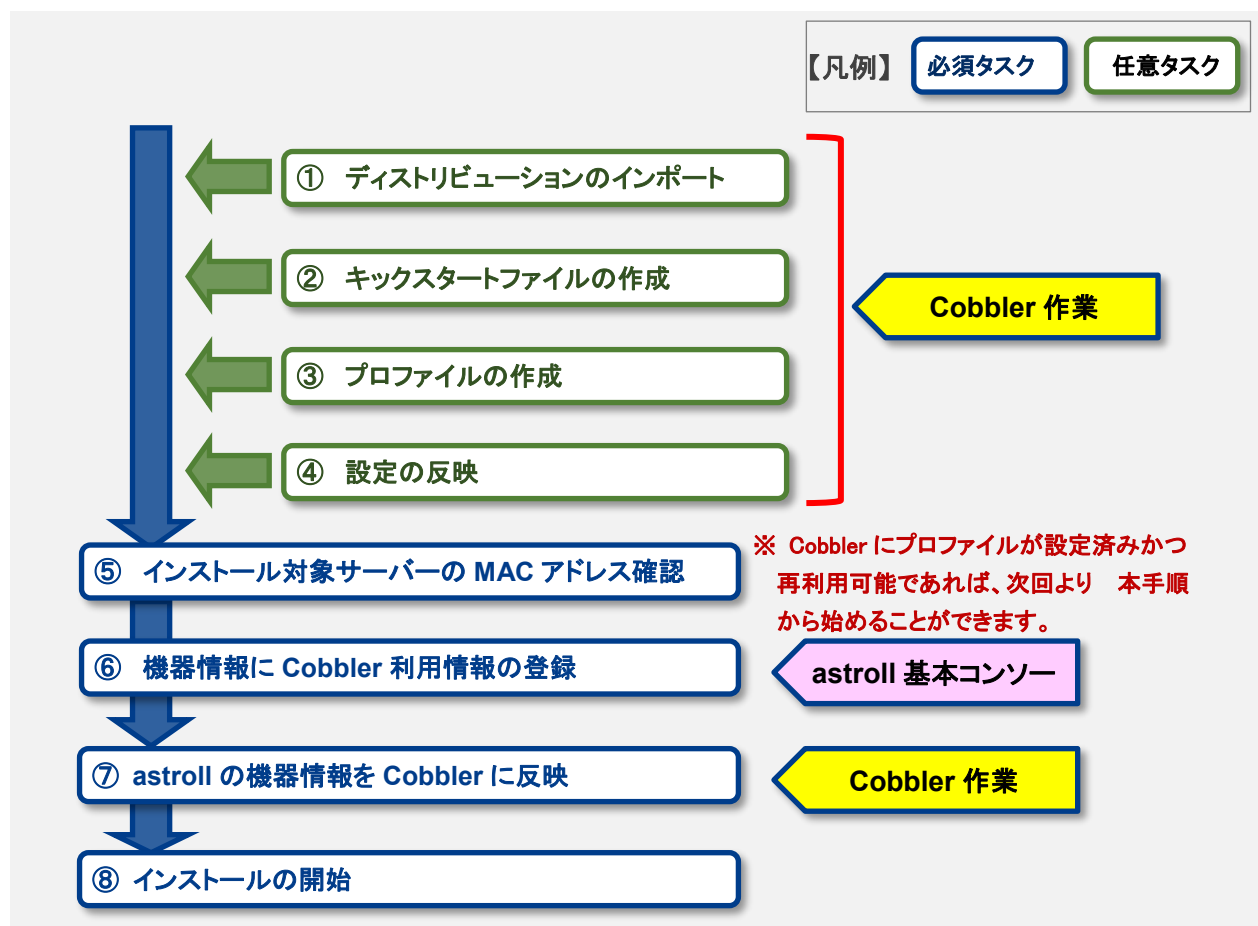 【凡例】 必須タスク 任意タスク
① ディストリビューションのインポート
② キックスタートファイルの作成
Cobbler 作業
③ プロファイルの作成
④ 設定の反映
⑤ インストール対象サーバーの MAC アドレス確認
※ Cobbler にプロファイルが設定済みかつ
再利用可能であれば、次回より 本手順
から始めることができます。
⑥ 機器情報に Cobbler 利用情報の登録
astroll 基本コンソー
⑦ astroll の機器情報を Cobbler に反映
Cobbler 作業
⑧ インストールの開始